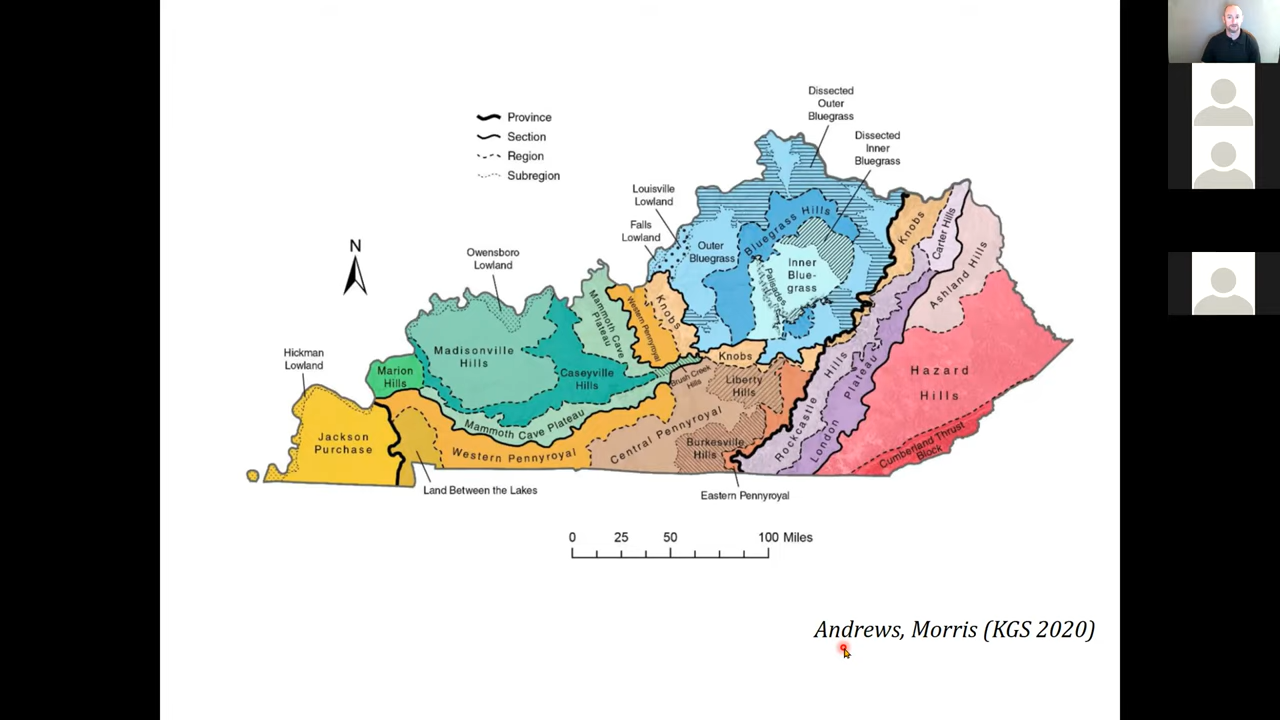 Dissected
Outer
Bluegrass
Province
Section
Region
Subregion
Dissected
Inner
Bluegrass
Louisville
Lowland
Falls
Lowland
N
Owensboro
Lowland
Knobs
Carter Hills
Bluegrass Hills
Outer
Bluegrass
Inner
Blue-
grass
Palisades
Ashland Hills
Mammoth Cave
Plateau
Western Pennyroyal
Knobs
Hickman
Lowland
Madisonville
Hills
Marion
Hills
Caseyville
Hills
Knobs
Brush Creek
Hills
Liberty
Hills
Rockcastle Hills
London Plateau
Hazard
Hills
Mammoth Cave Plateau
Central Pennyroyal
Jackson
Purchase
Western Pennyroyal
Burkesville
Hills
Cumberland Thrust
Block
Land Between the Lakes
Eastern Pennyroyal
0 25 50 100 Miles
Andrews, Morris (KGS 2020)